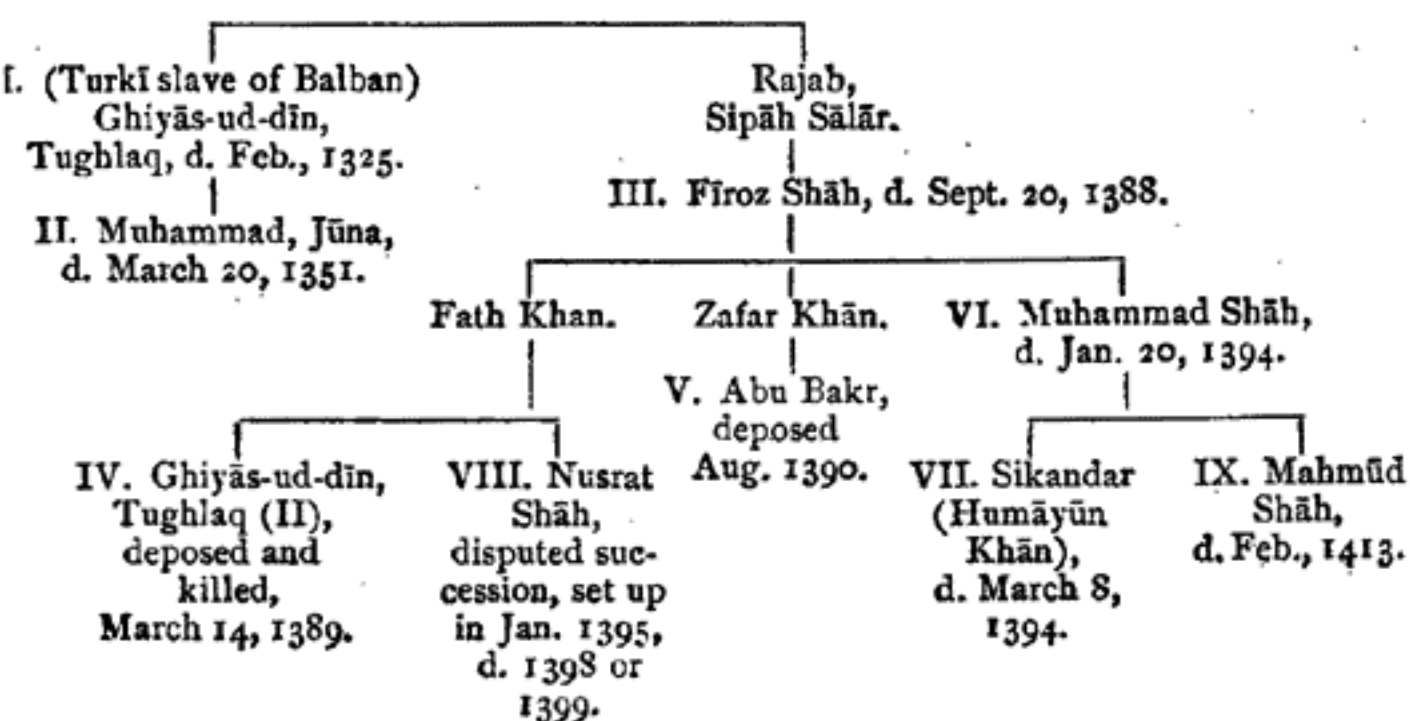 I. (Turkī slave of Balban)
Ghiyās-ud-dīn,
Tughlaq, d. Feb., 1325.
II. Muhammad, Jūna,
d. March 20, 1351.
Rajab,
Sipāh Sālār.
III. Fīroz Shāh, d. Sept. 20, 1388.
Fath Khan.
Zafar Khān.
VI. Muhammad Shāh,
d. Jan. 20, 1394.
V. Abu Bakr,
deposed
Aug. 1390.
IV. Ghiyās-ud-dīn,
Tughlaq (II),
deposed and
killed,
March 14, 1389.
VIII. Nusrat
Shāh,
disputed suc-
cession, set up
in Jan. 1395,
d. 1398 or
1399.
VII. Sikandar
(Humāyūn
Khān),
d. March 8,
1394.
IX. Mahmūd
Shāh,
d. Feb., 1413.